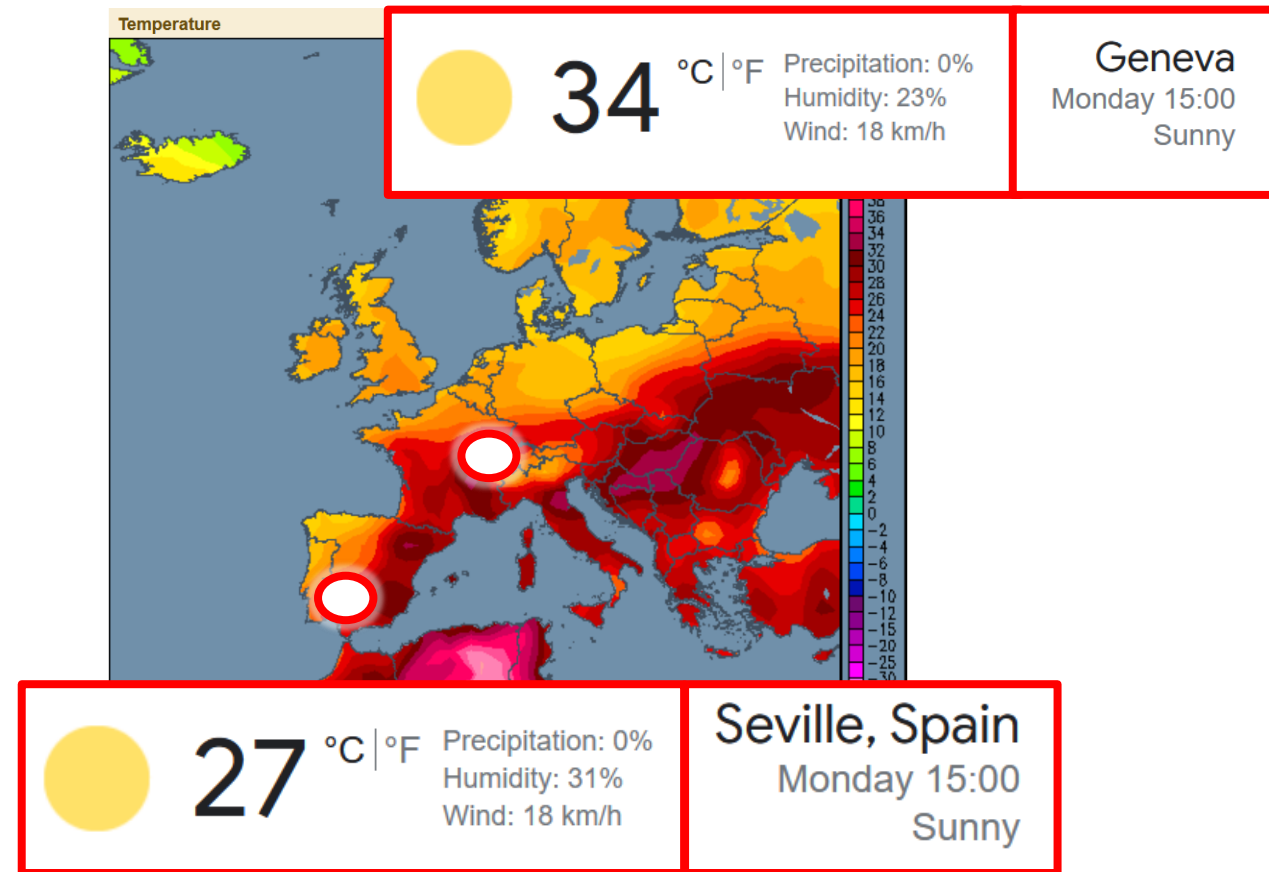 Temperature
34 °C | °F
Precipitation: 0%
Humidity: 23%
Wind: 18 km/h
Geneva
Monday 15:00
Sunny
38
36
34
32
30
28
26
24
22
20
18
16
14
12
10
8
6
4
2
0
-2
-4
-6
-8
-10
-12
-15
-20
-25
-30
27 °C | °F
Precipitation: 0%
Humidity: 31%
Wind: 18 km/h
Seville, Spain
Monday 15:00
Sunny